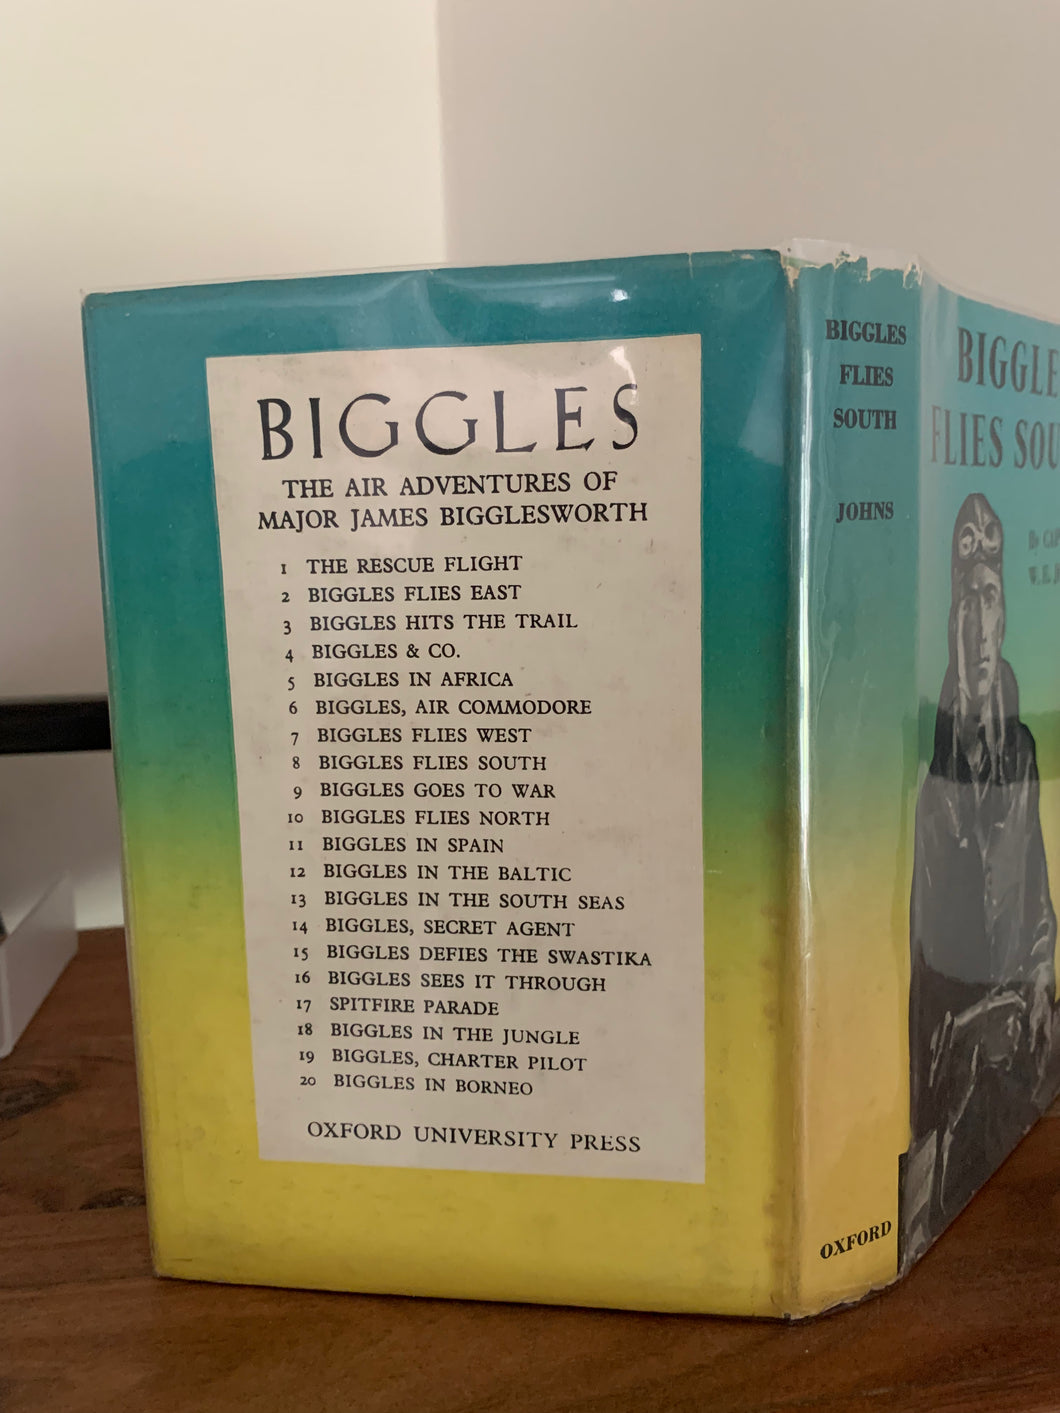 BIGGLES
THE AIR ADVENTURES OF
MAJOR JAMES BIGGLESWORTH
1 THE RESCUE FLIGHT
2 BIGGLES FLIES EAST
3 BIGGLES HITS THE TRAIL
4 BIGGLES & CO.
5 BIGGLES IN AFRICA
6 BIGGLES, AIR COMMODORE
7 BIGGLES FLIES WEST
8 BIGGLES FLIES SOUTH
9 BIGGLES GOES TO WAR
10 BIGGLES FLIES NORTH
11 BIGGLES IN SPAIN
12 BIGGLES IN THE BALTIC
13 BIGGLES IN THE SOUTH SEAS
14 BIGGLES, SECRET AGENT
15 BIGGLES DEFIES THE SWASTIKA
16 BIGGLES SEES IT THROUGH
17 SPITFIRE PARADE
18 BIGGLES IN THE JUNGLE
19 BIGGLES, CHARTER PILOT
20 BIGGLES IN BORNEO
OXFORD UNIVERSITY PRESS
BIGGLES
FLIES
SOUTH
JOHNS
OXFORD
BIGGLE
FLIES SOU
By CAP
W. E. J